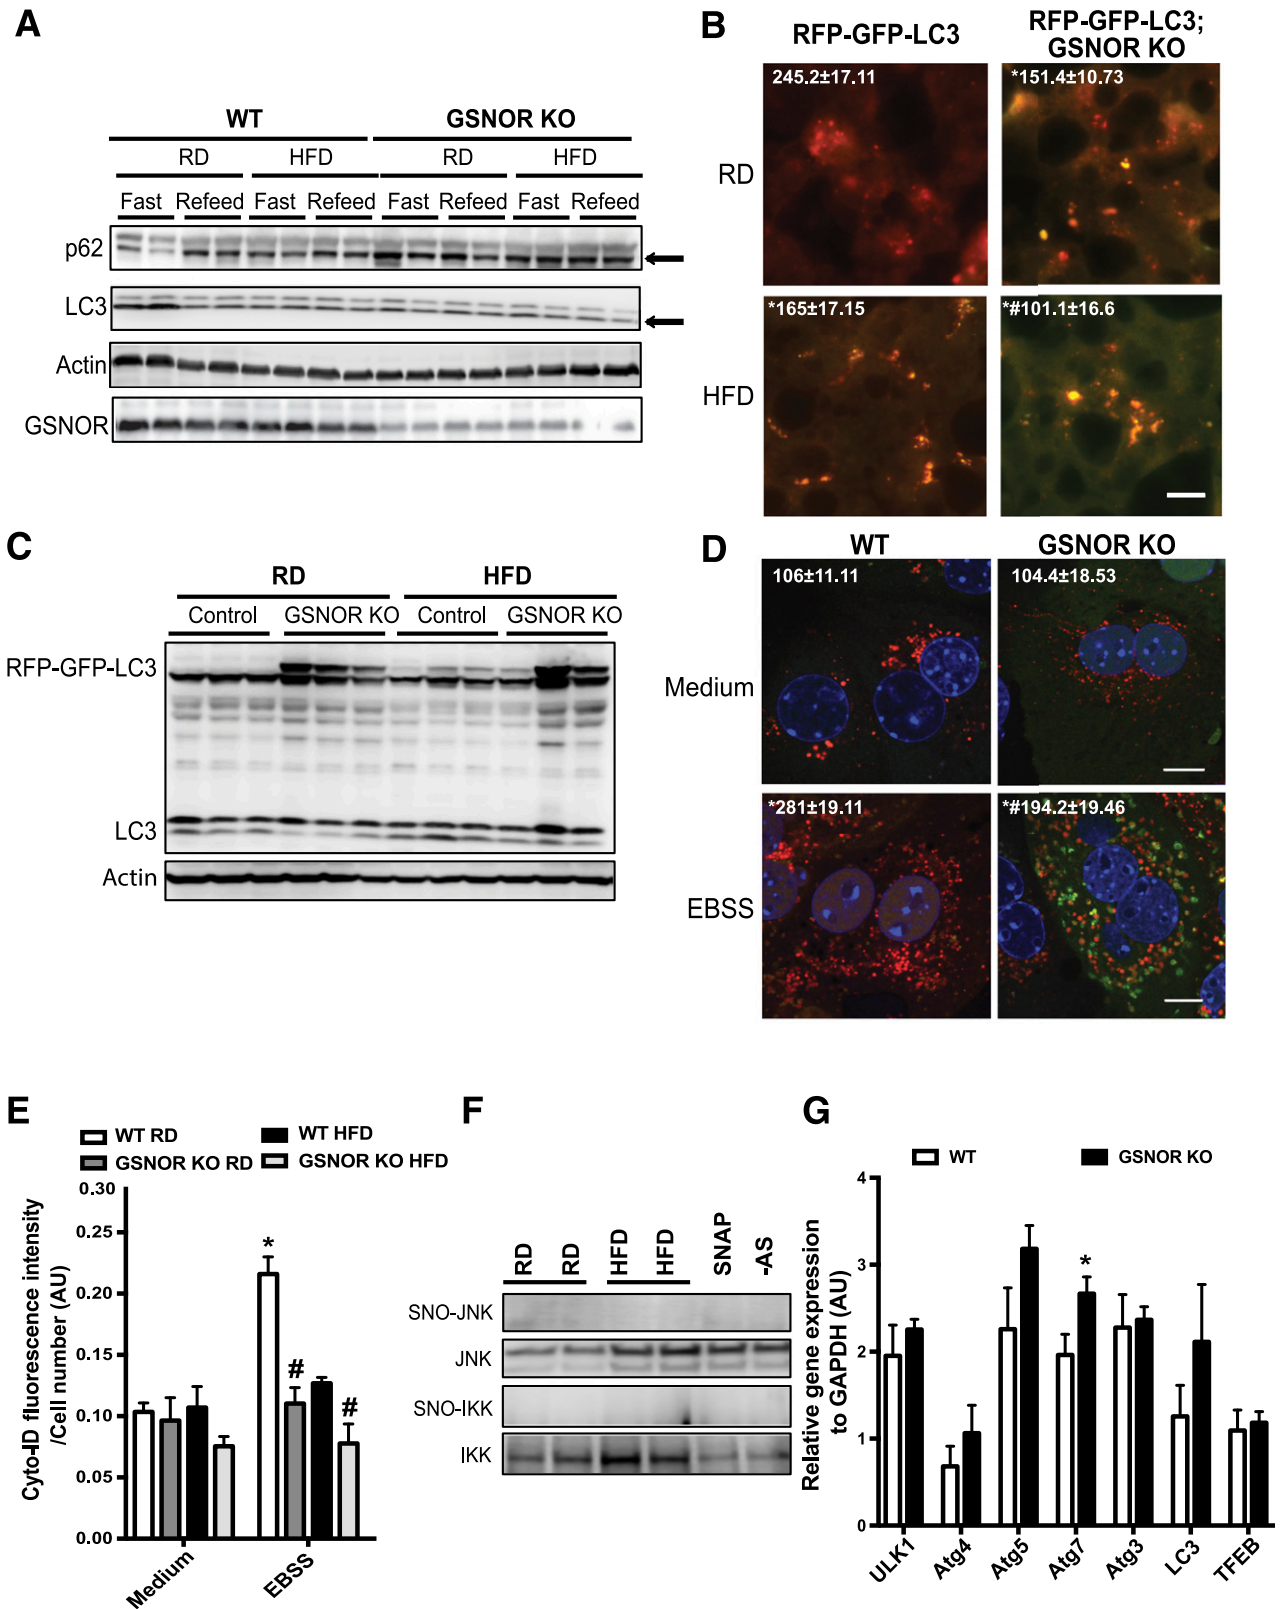 A
WT GSNOR KO
RD HFD RD HFD
Fast Refeed Fast Refeed Fast Refeed Fast Refeed
p62
LC3
Actin
GSNOR
B
RFP-GFP-LC3 RFP-GFP-LC3;
GSNOR KO
RD
245.2±17.11 *151.4±10.73
HFD
*165±17.15 *#101.1±16.6
C
RD HFD
Control GSNOR KO Control GSNOR KO
RFP-GFP-LC3
LC3
Actin
D
WT GSNOR KO
Medium
106±11.11 104.4±18.53
EBSS
*281±19.11 *#194.2±19.46
E
WT RD WT HFD
GSNOR KO RD GSNOR KO HFD
Cyto-ID fluorescence intensity
/Cell number (AU)
0.30
0.25
0.20
0.15
0.10
0.05
0.00
*
#
#
Medium EBSS
F
RD RD HFD HFD SNAP -AS
SNO-JNK
JNK
SNO-IKK
IKK
G
WT GSNOR KO
Relative gene expression
to GAPDH (AU)
4
3
2
1
0
*
ULK1 Atg4 Atg5 Atg7 Atg3 LC3 TFEB